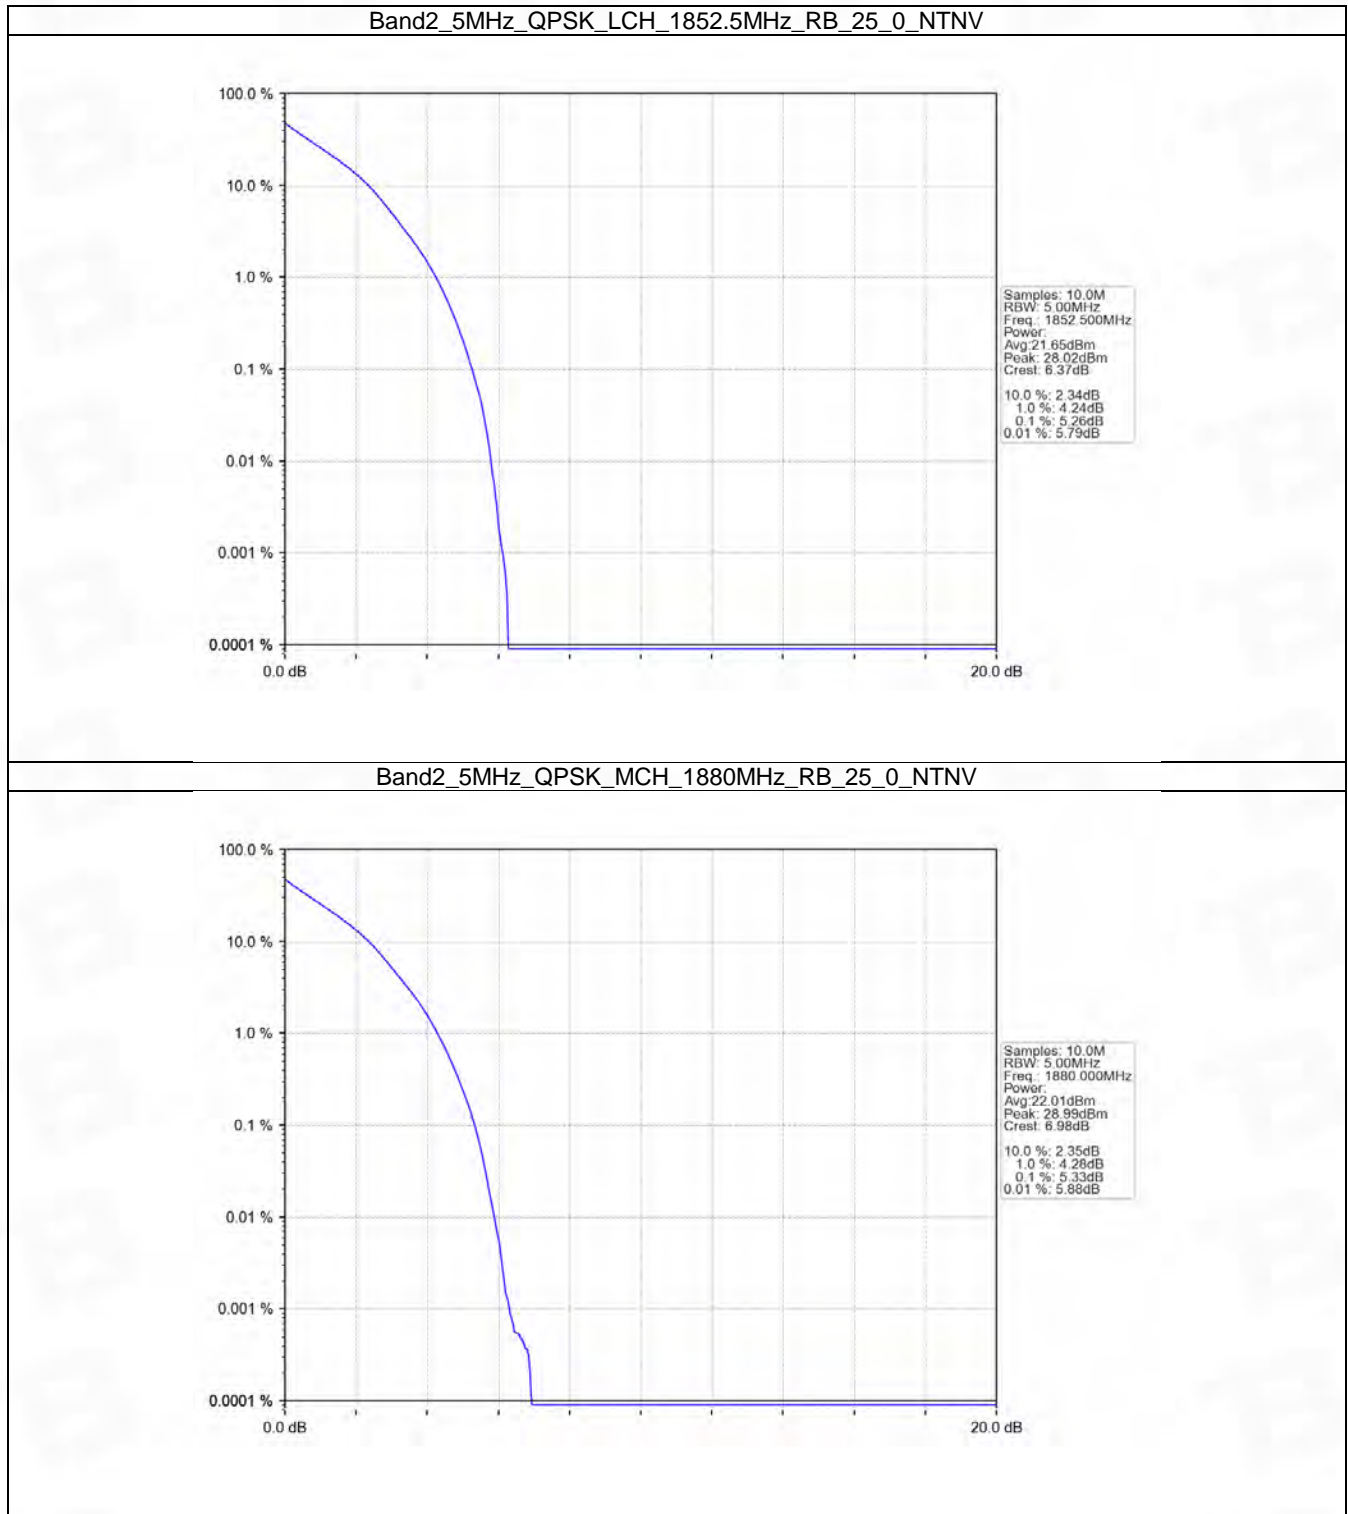 Band2_5MHz_QPSK_LCH_1852.5MHz_RB_25_0_NTNV
100.0 %
10.0 %
1.0 %
0.1 %
0.01 %
0.001 %
0.0001 %
0.0 dB
20.0 dB
Samples: 10.0M
RBW: 5.00MHz
Freq.: 1852.500MHz
Power:
Avg:21.65dBm
Peak: 28.02dBm
Crest: 6.37dB
10.0 %: 2.34dB
1.0 %: 4.24dB
0.1 %: 5.26dB
0.01 %: 5.79dB
Band2_5MHz_QPSK_MCH_1880MHz_RB_25_0_NTNV
100.0 %
10.0 %
1.0 %
0.1 %
0.01 %
0.001 %
0.0001 %
0.0 dB
20.0 dB
Samples: 10.0M
RBW: 5.00MHz
Freq.: 1880.000MHz
Power:
Avg:22.01dBm
Peak: 28.99dBm
Crest: 6.98dB
10.0 %: 2.35dB
1.0 %: 4.28dB
0.1 %: 5.33dB
0.01 %: 5.88dB